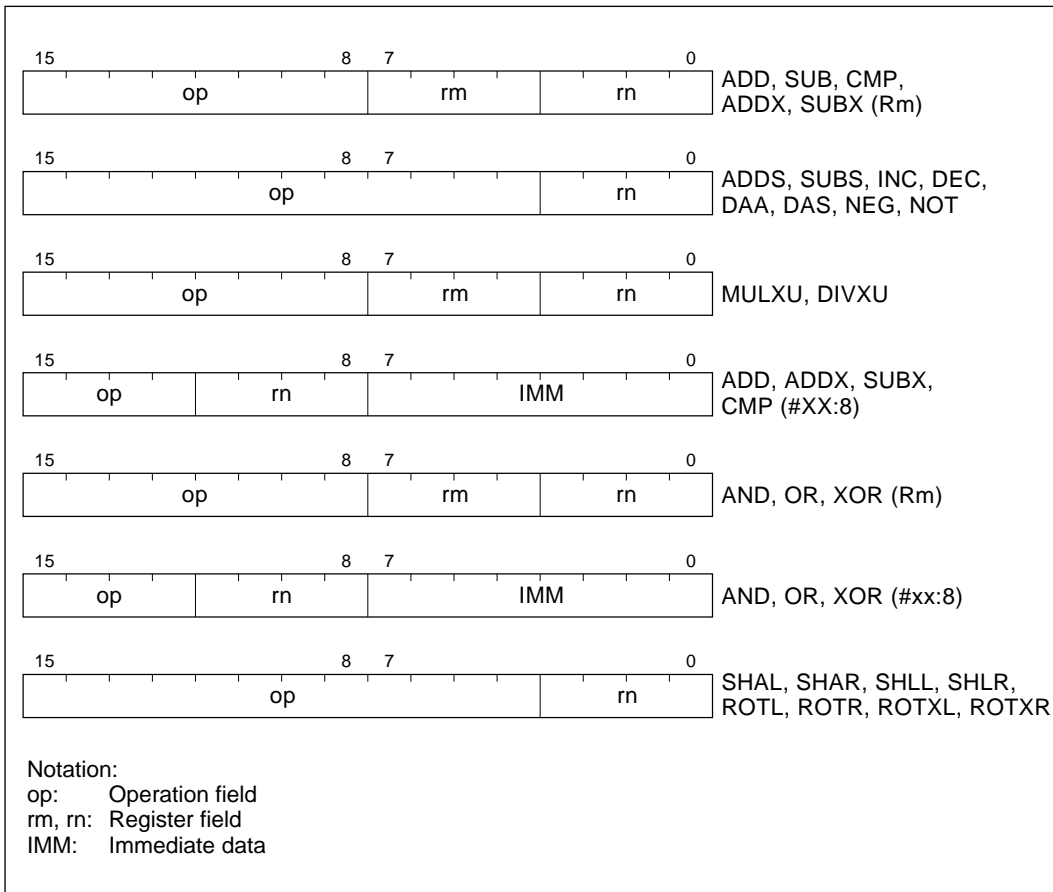 15 8 7 0
op rm rn
ADD, SUB, CMP,
ADDX, SUBX (Rm)
15 8 7 0
op rn
ADDS, SUBS, INC, DEC,
DAA, DAS, NEG, NOT
15 8 7 0
op rm rn
MULXU, DIVXU
15 8 7 0
op rn IMM
ADD, ADDX, SUBX,
CMP (#XX:8)
15 8 7 0
op rm rn
AND, OR, XOR (Rm)
15 8 7 0
op rn IMM
AND, OR, XOR (#xx:8)
15 8 7 0
op rn
SHAL, SHAR, SHLL, SHLR,
ROTL, ROTR, ROTXL, ROTXR
Notation:
op: Operation field
rm, rn: Register field
IMM: Immediate data